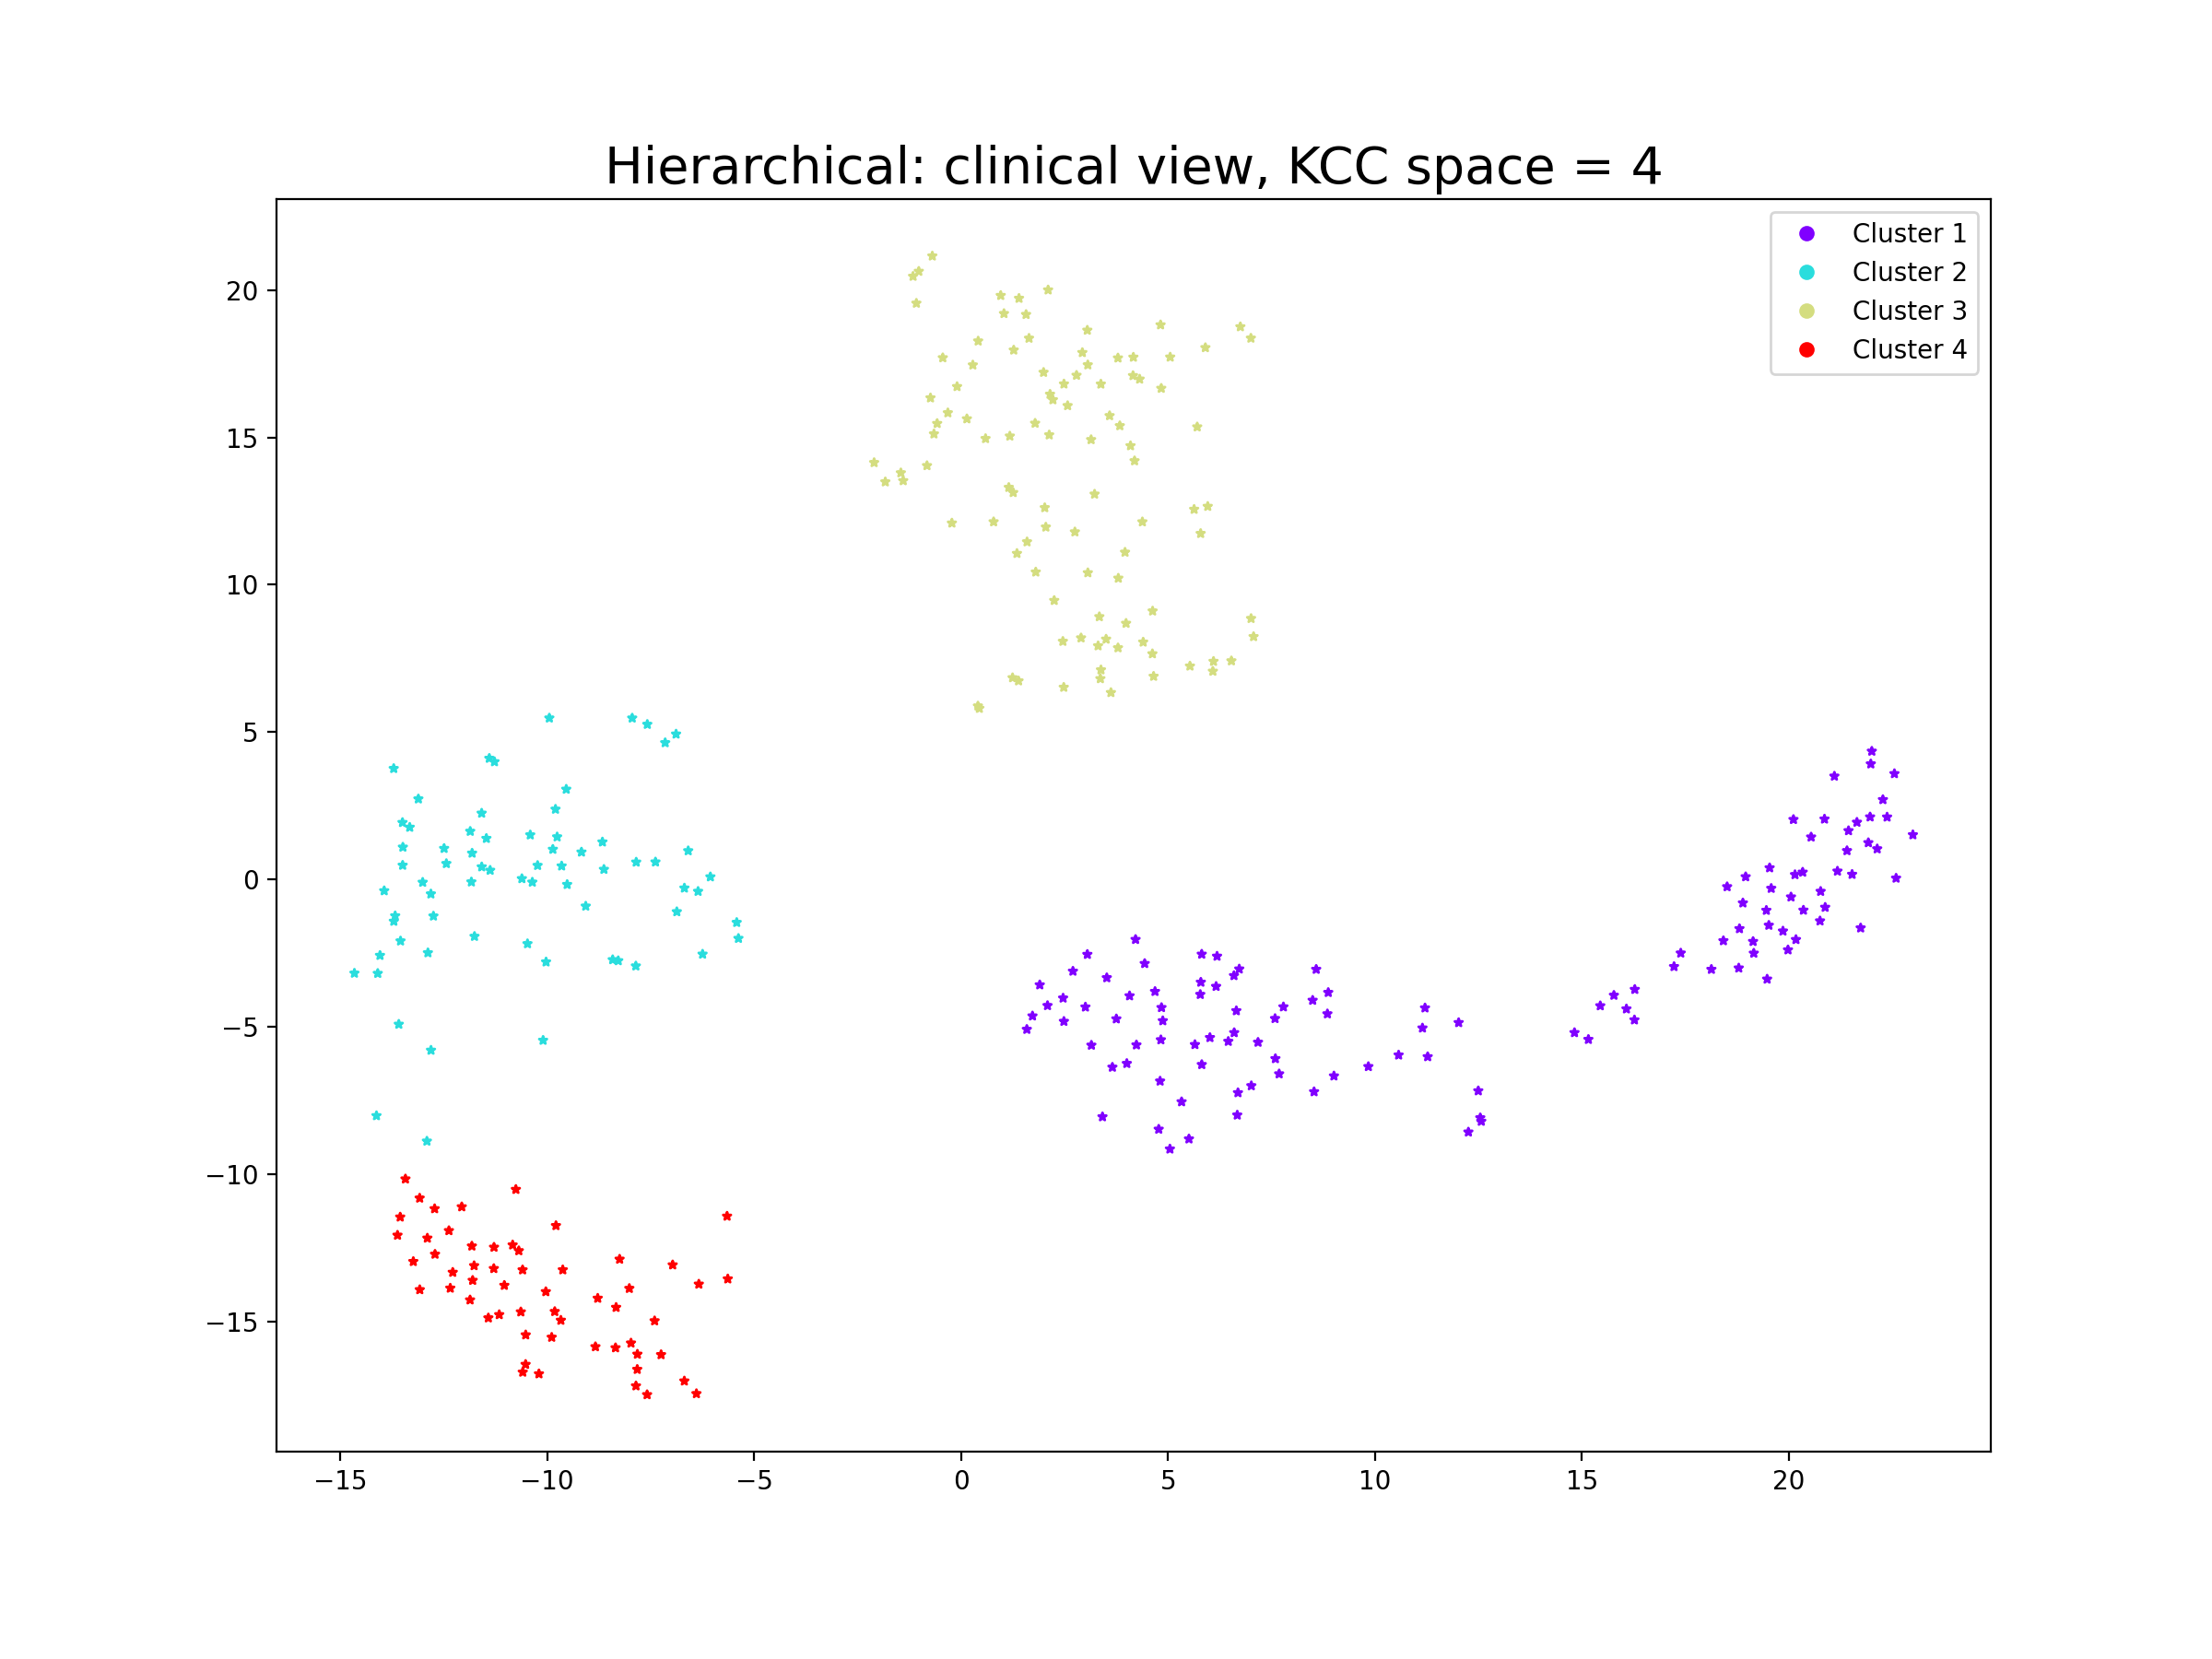 Hierarchical: clinical view, KCC space = 4
Cluster 1
Cluster 2
Cluster 3
Cluster 4
20
15
10
5
0
−5
−10
−15
−15 −10 −5 0 5 10 15 20